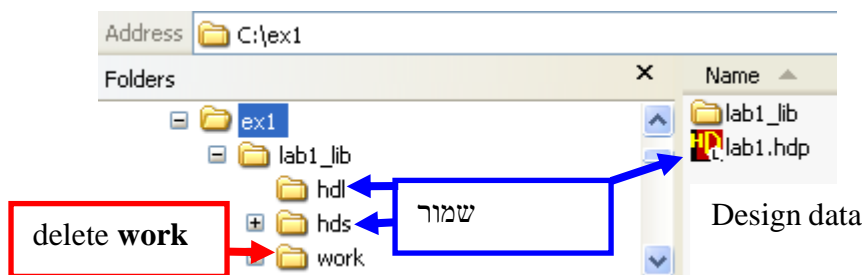 Address C:\ex1
Folders
Name
ex1
lab1_lib
lab1_lib
lab1.hdp
hdl
שמור
hds
Design data
delete work
work